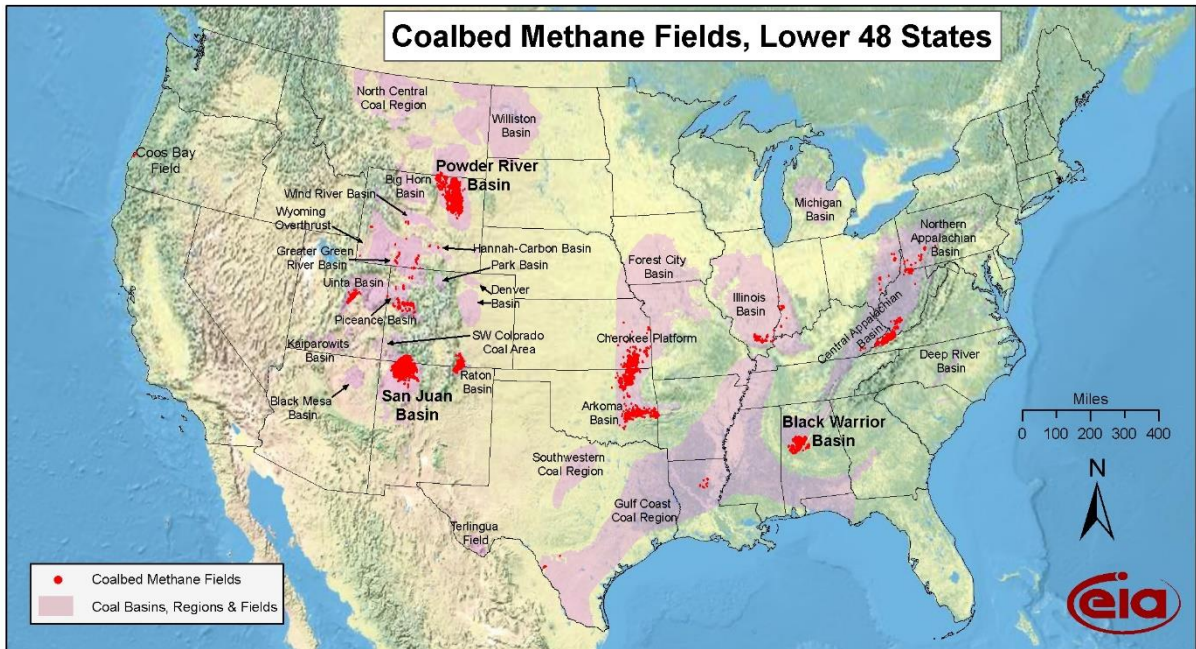 Coalbed Methane Fields, Lower 48 States
North Central
Coal Region
Williston
Basin
Coos Bay
Field
Powder River
Basin
Big Horn
Basin
Wind River Basin
Wyoming
Overthrust
Michigan
Basin
Northern
Appalachian
Basin
Greater Green
River Basin
Hannah-Carbon Basin
Park Basin
Forest City
Basin
Uinta Basin
Denver
Basin
Illinois
Basin
Piceance Basin
SW Colorado
Coal Area
Kaiparowits
Basin
Cherokee Platform
Central Appalachian
Basin
Deep River
Basin
Raton
Basin
San Juan
Basin
Black Mesa
Basin
Arkoma
Basin
Black Warrior
Basin
Miles
0 100 200 300 400
N
Southwestern
Coal Region
Gulf Coast
Coal Region
Terlingua
Field
Coalbed Methane Fields
Coal Basins, Regions & Fields
eia